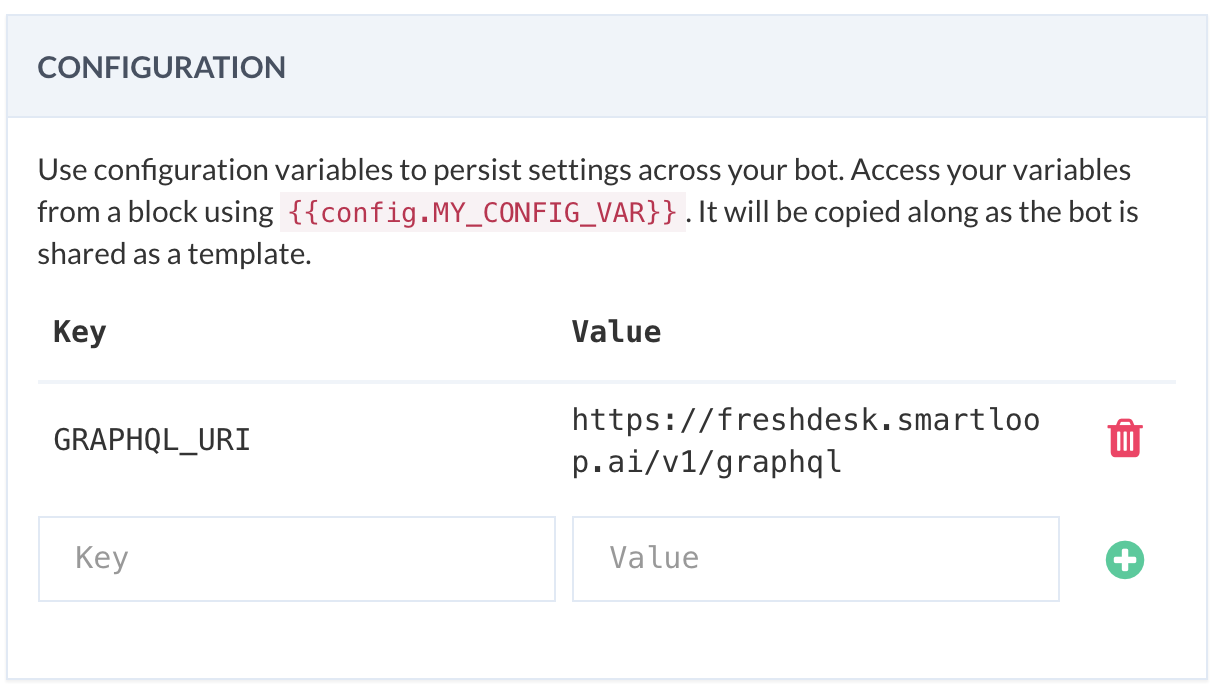 CONFIGURATION
Use configuration variables to persist settings across your bot. Access your variables
from a block using {{config.MY_CONFIG_VAR}}. It will be copied along as the bot is
shared as a template.
Key Value
GRAPHQL_URI https://freshdesk.smartloo
p.ai/v1/graphql
Key Value